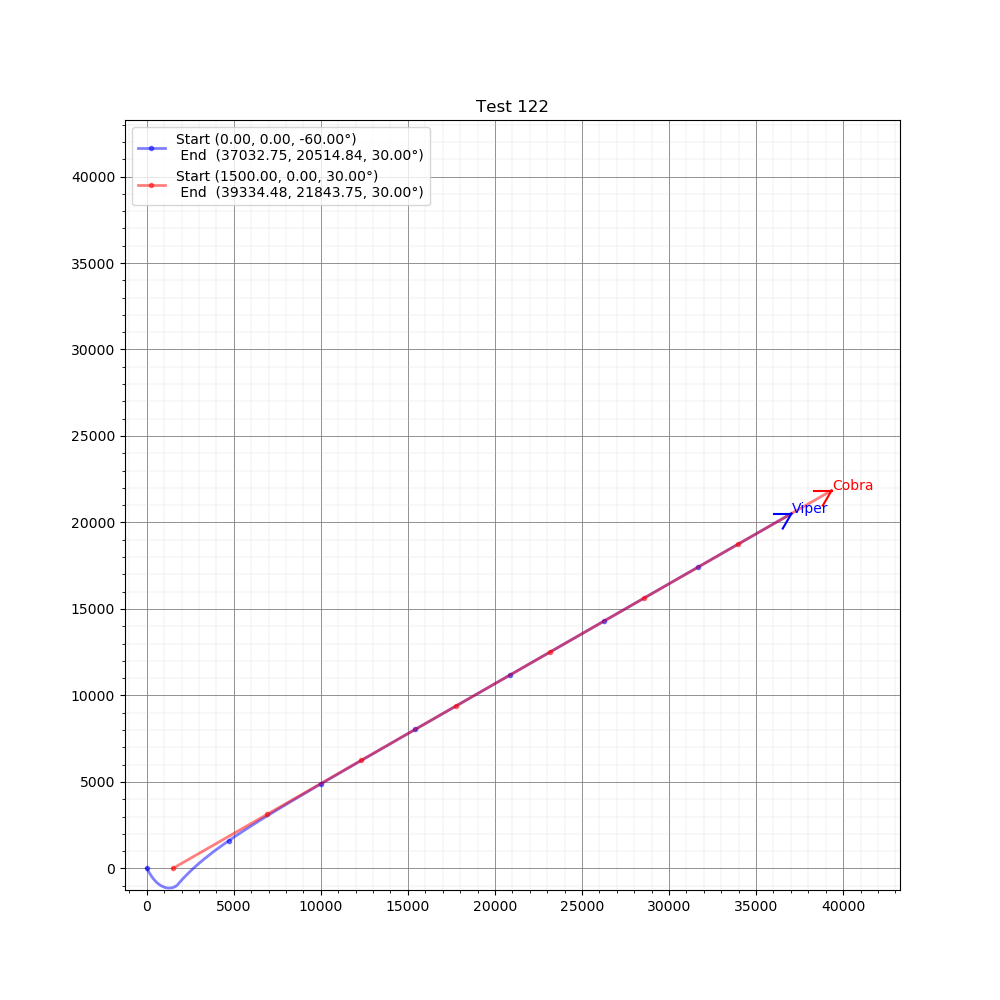 Test 122
Start (0.00, 0.00, -60.00°)
End (37032.75, 20514.84, 30.00°)
Start (1500.00, 0.00, 30.00°)
End (39334.48, 21843.75, 30.00°)
40000
35000
30000
25000
20000
15000
10000
5000
0
Cobra
Viper
0 5000 10000 15000 20000 25000 30000 35000 40000